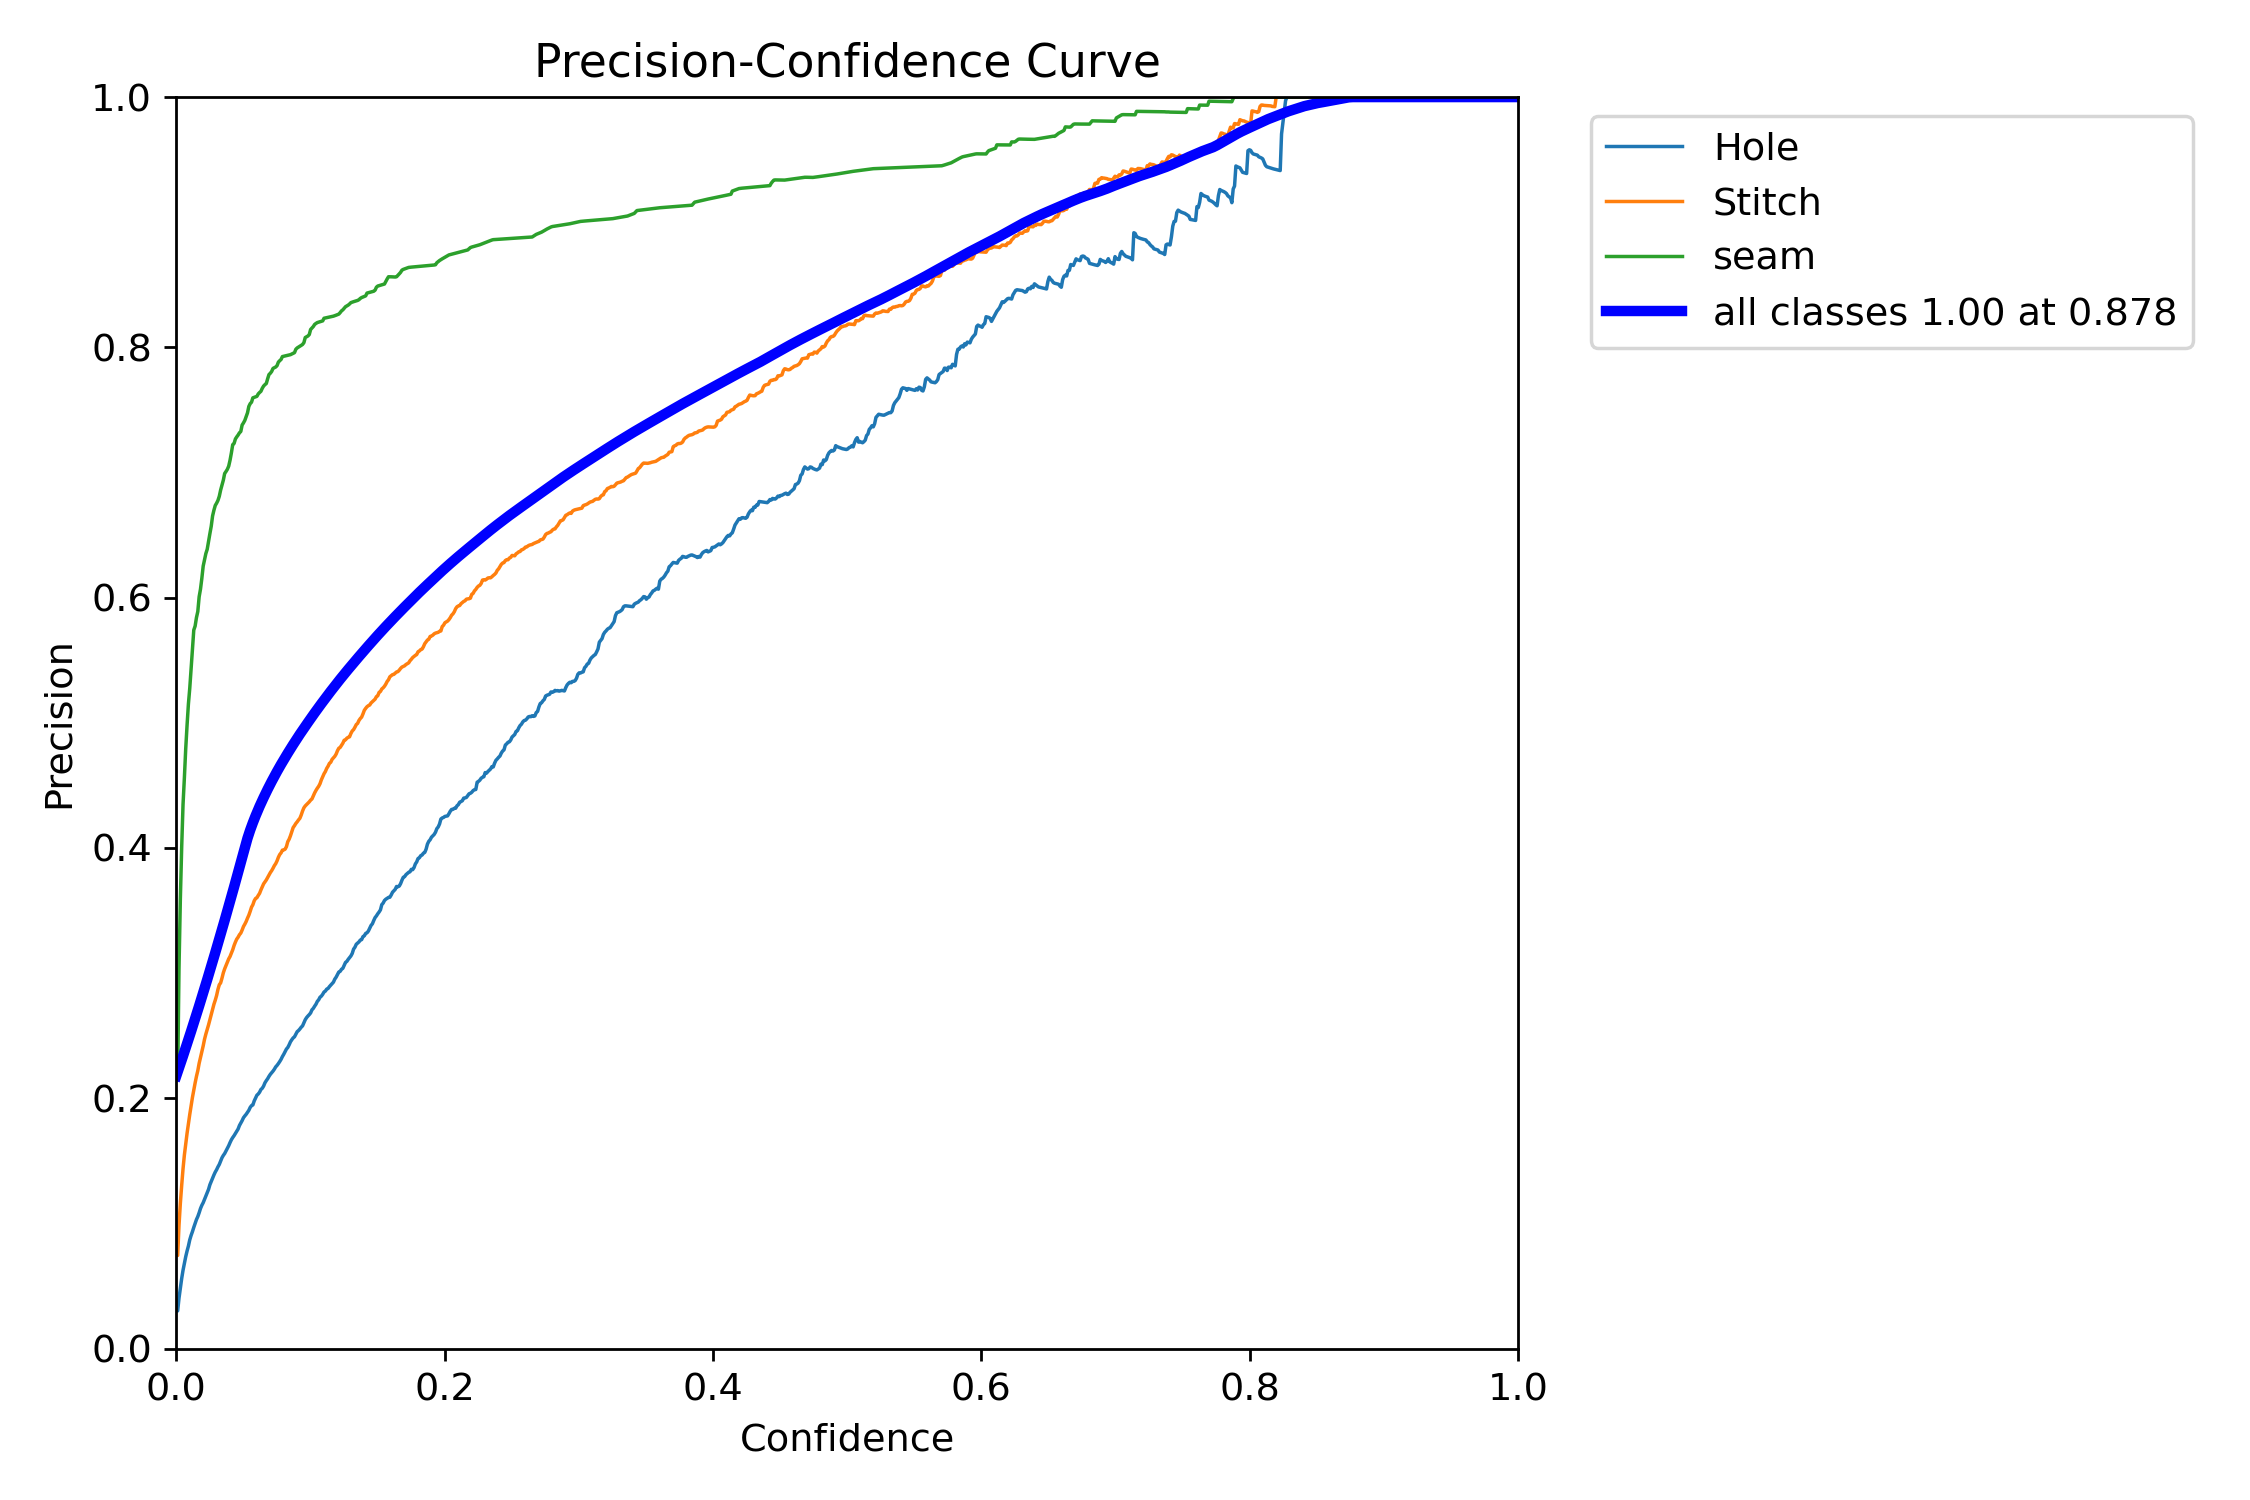 Precision-Confidence Curve
1.0
0.8
0.6
0.4
0.2
0.0
Precision
0.0 0.2 0.4 0.6 0.8 1.0
Confidence
Hole
Stitch
seam
all classes 1.00 at 0.878